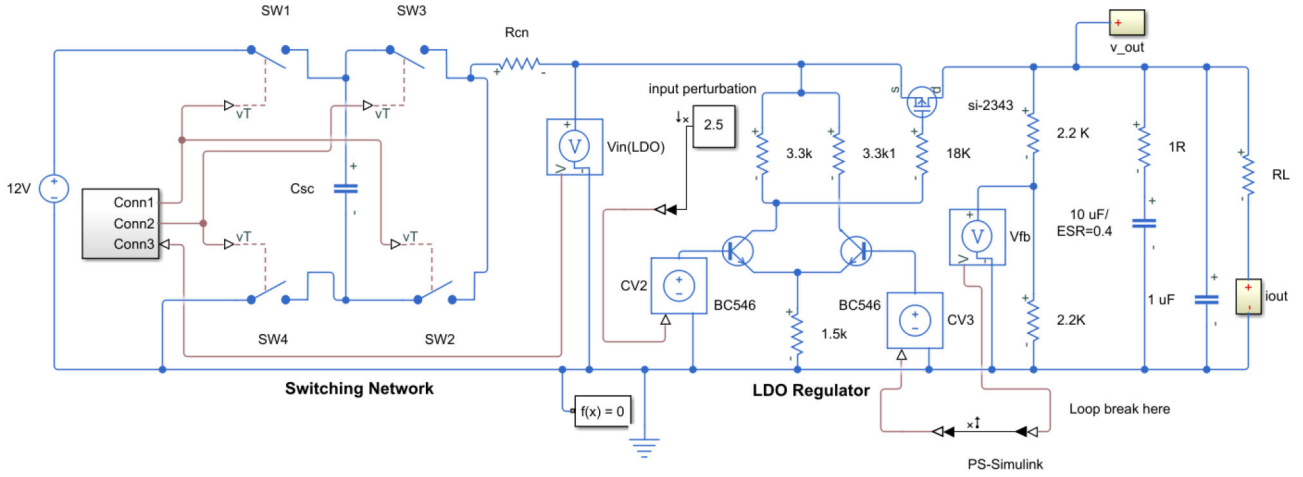 SW1
SW3
Rcn
+
-
v_out
+
input perturbation
2.5
s
D
si-2343
vT
vT
+
3.3k
-
+
3.3k1
-
+
18K
-
+
2.2 K
-
+
1R
-
+
RL
-
V
Vin(LDO)
V
12V
Conn1
Conn2
Conn3
Csc
+
-
vT
vT
V
Vfb
V
+
10 uF/
ESR=0.4
-
CV2
BC546
BC546
CV3
+
1.5k
-
+
2.2K
-
1 uF
+
-
+
iout
-
SW4
SW2
Switching Network
LDO Regulator
f(x) = 0
Loop break here
PS-Simulink